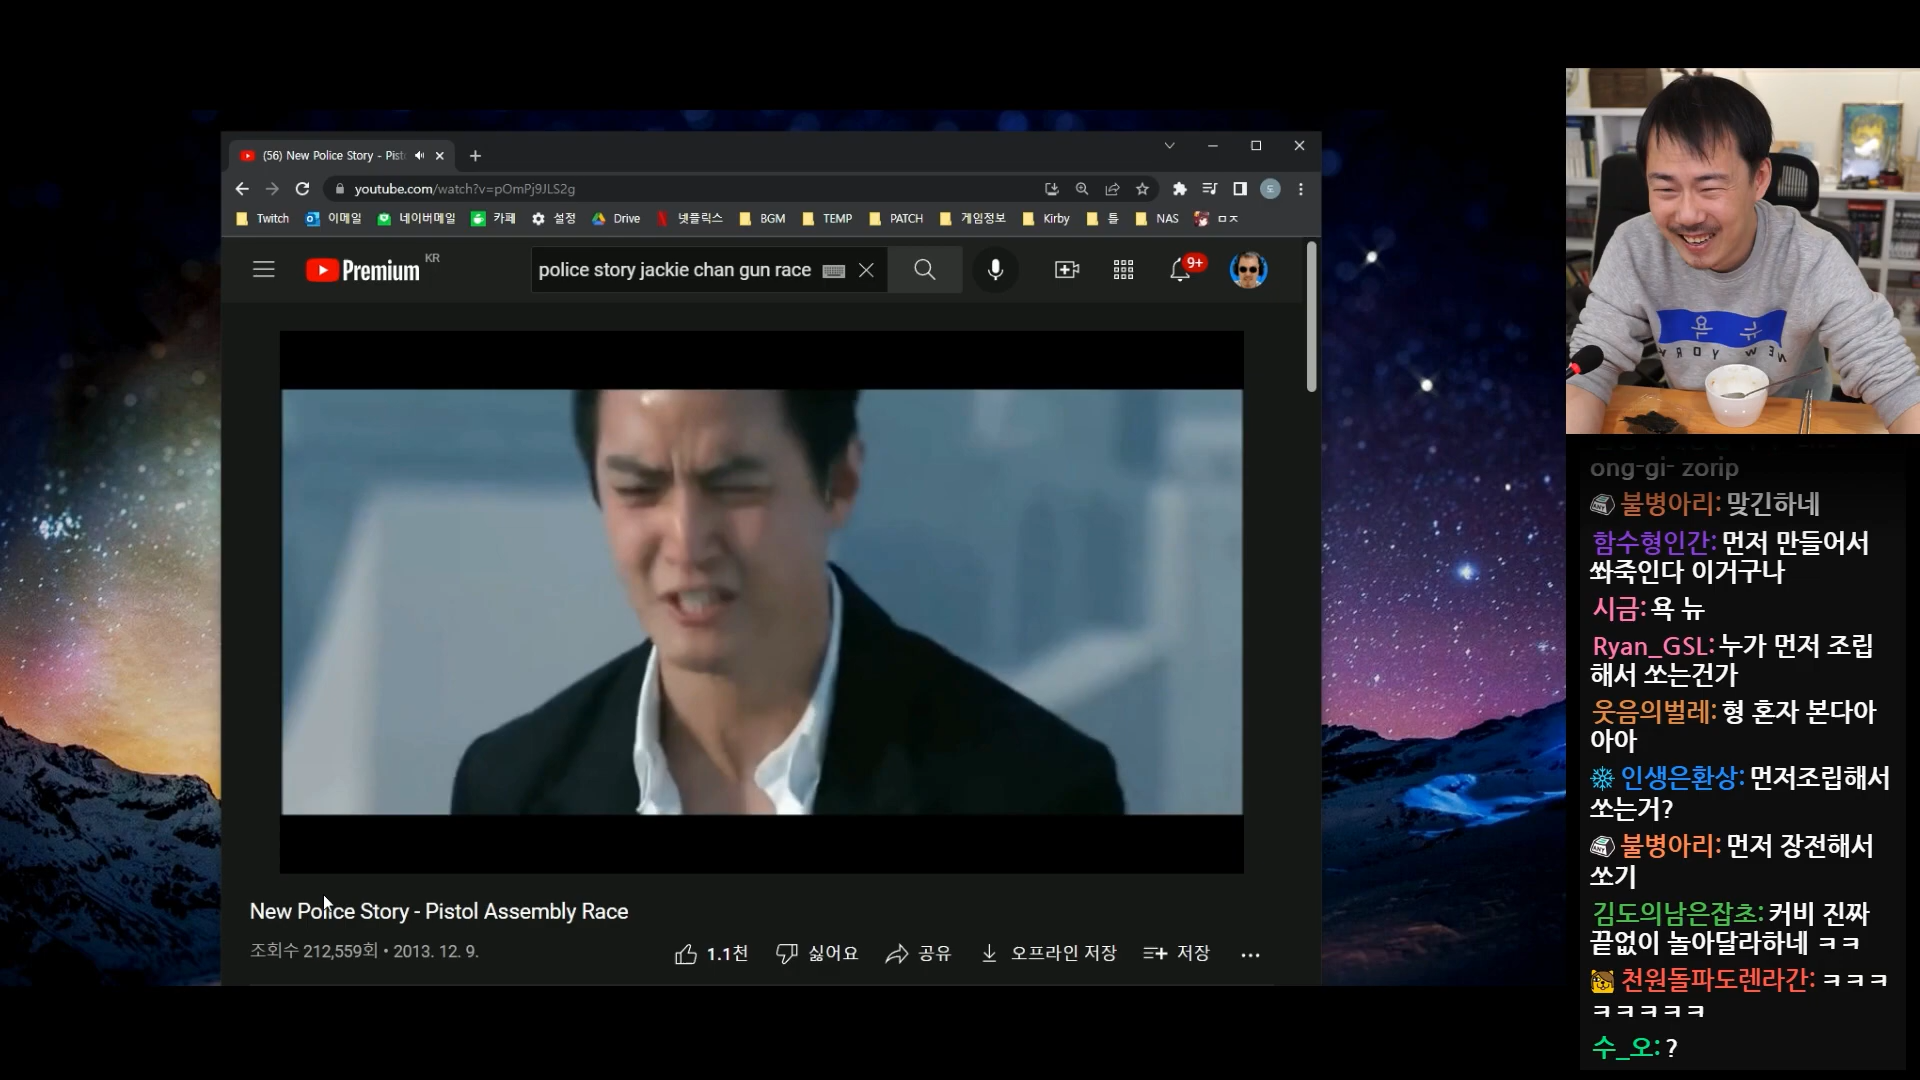 (56) New Police Story - Pist
youtube.com/watch?v=pOmPj9JLS2g
Twitch 이메일 네이버메일 카페 설정 Drive 넷플릭스 BGM TEMP PATCH 게임정보 Kirby 틀 NAS ㅁㅈ
Premium KR
police story jackie chan gun race
9+
New Police Story - Pistol Assembly Race
조회수 212,559회 • 2013. 12. 9.
1.1천 싫어요 공유 오프라인 저장 저장
욘 뉴
NEW YOR
ong-gi- zorip
불병아리: 맞긴하네
함수형인간: 먼저 만들어서
쏴죽인다 이거구나
시금: 욕 뉴
Ryan_GSL: 누가 먼저 조립
해서 쏘는건가
웃음의벌레: 형 혼자 본다아
아아
인생은환상: 먼저조립해서
쏘는거?
불병아리: 먼저 장전해서
쏘기
김도의남은잡초: 커비 진짜
끝없이 놀아달라하네 ㅋㅋ
천원돌파도렌라간: ㅋㅋㅋ
ㅋㅋㅋㅋㅋ
수_오: ?